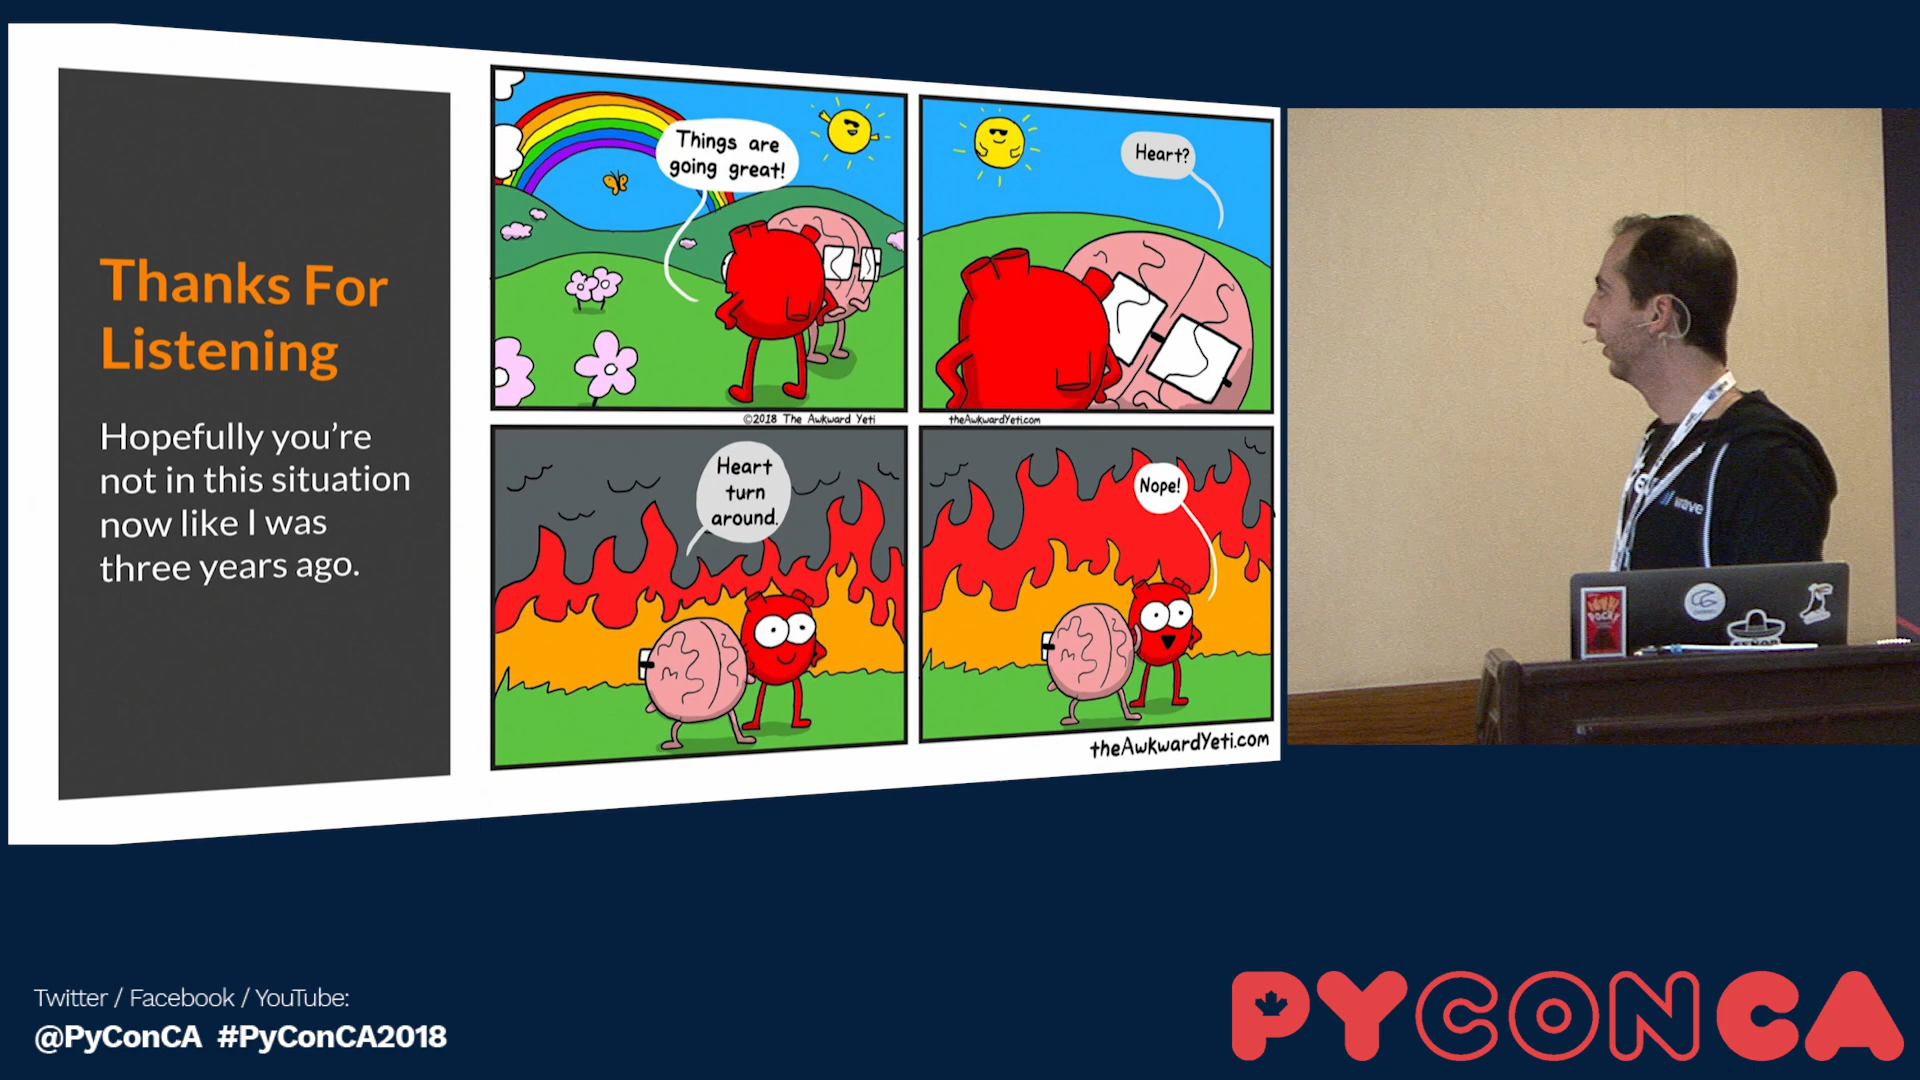 Thanks For
Listening
Hopefully you're
not in this situation
now like I was
three years ago.
Things are
going great!
Heart?
©2018 The Awkward Yeti
theAwkwardYeti.com
Heart
turn
around.
Nope!
theAwkwardYeti.com
wave
POCKY
Twitter / Facebook / YouTube:
@PyConCA #PyConCA2018
PYCONCA